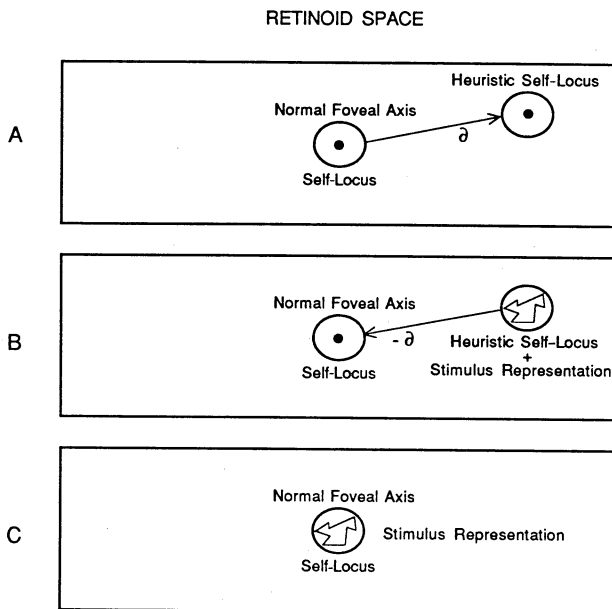 RETINOID SPACE
A
Heuristic Self-Locus
Normal Foveal Axis
∂
Self-Locus
B
Normal Foveal Axis
- ∂
Self-Locus
Heuristic Self-Locus
+
Stimulus Representation
C
Normal Foveal Axis
Stimulus Representation
Self-Locus